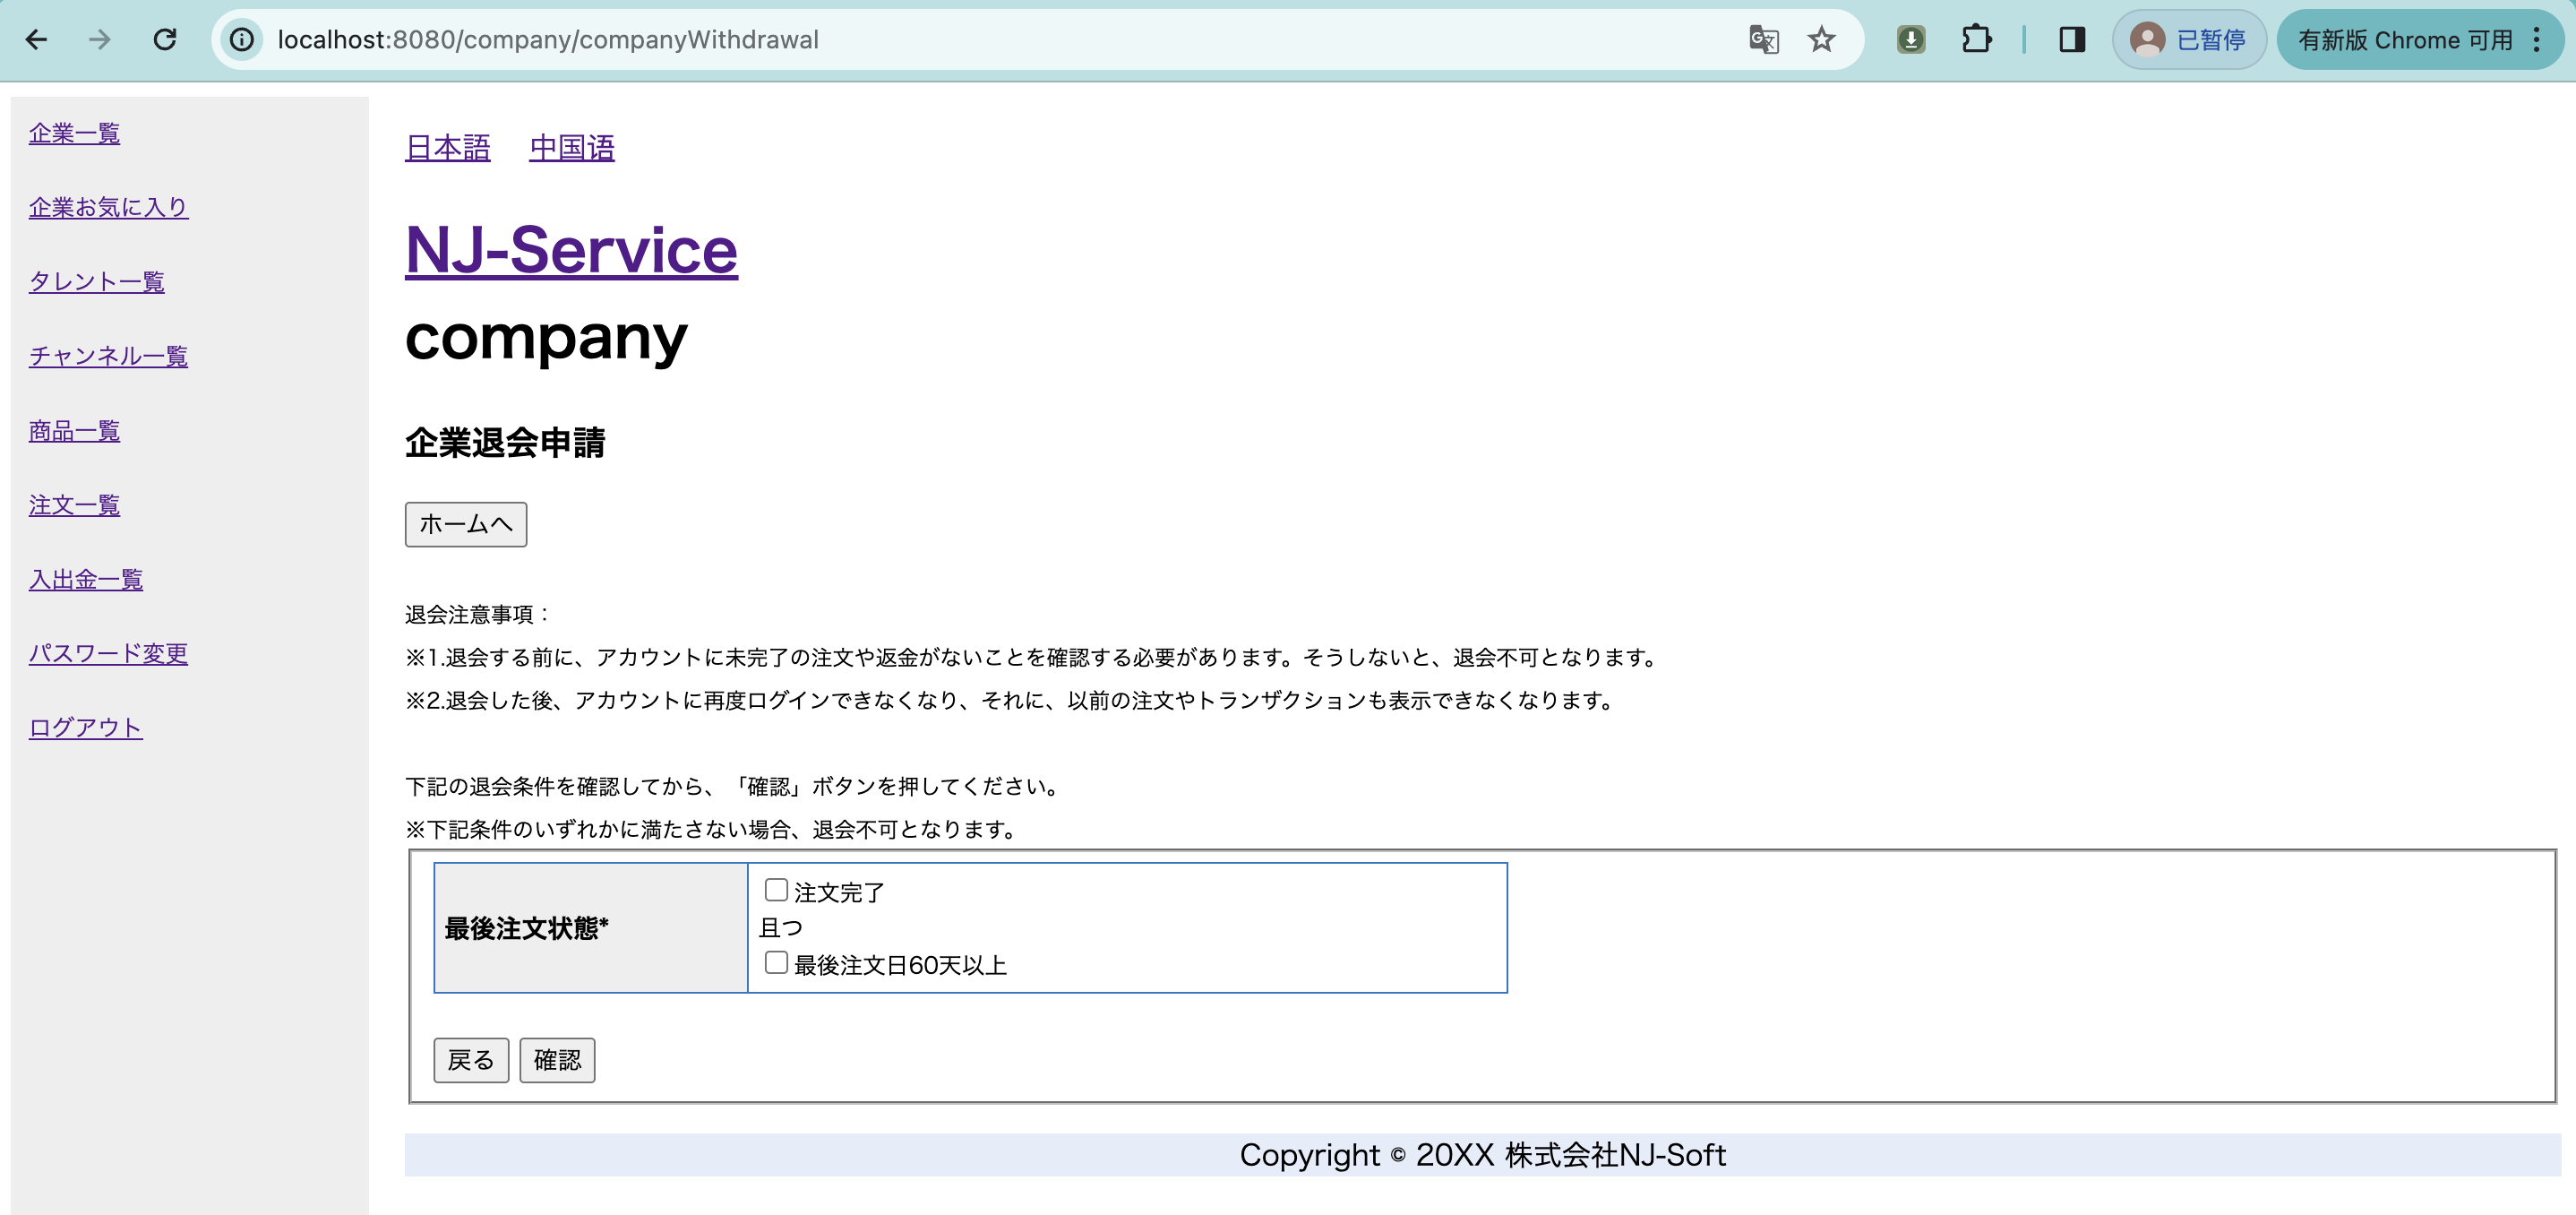 localhost:8080/company/companyWithdrawal
已暂停
有新版 Chrome 可用
企業一覧
企業お気に入り
タレント一覧
チャンネル一覧
商品一覧
注文一覧
入出金一覧
パスワード変更
ログアウト
日本語 中国语
NJ-Service
company
企業退会申請
ホームへ
退会注意事項：
※1.退会する前に、アカウントに未完了の注文や返金がないことを確認する必要があります。そうしないと、退会不可となります。
※2.退会した後、アカウントに再度ログインできなくなり、それに、以前の注文やトランザクションも表示できなくなります。
下記の退会条件を確認してから、「確認」ボタンを押してください。
※下記条件のいずれかに満たさない場合、退会不可となります。
最後注文状態*
注文完了
且つ
最後注文日60天以上
戻る 確認
Copyright © 20XX 株式会社NJ-Soft